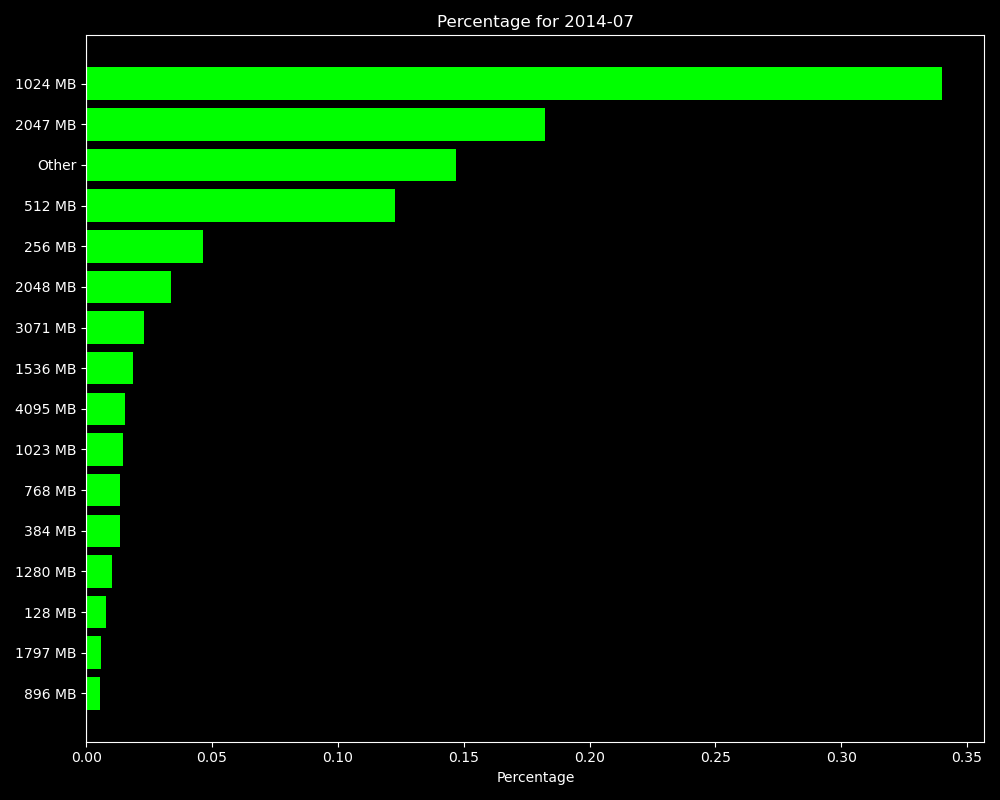 Percentage for 2014-07
1024 MB
2047 MB
Other
512 MB
256 MB
2048 MB
3071 MB
1536 MB
4095 MB
1023 MB
768 MB
384 MB
1280 MB
128 MB
1797 MB
896 MB
0.00 0.05 0.10 0.15 0.20 0.25 0.30 0.35
Percentage